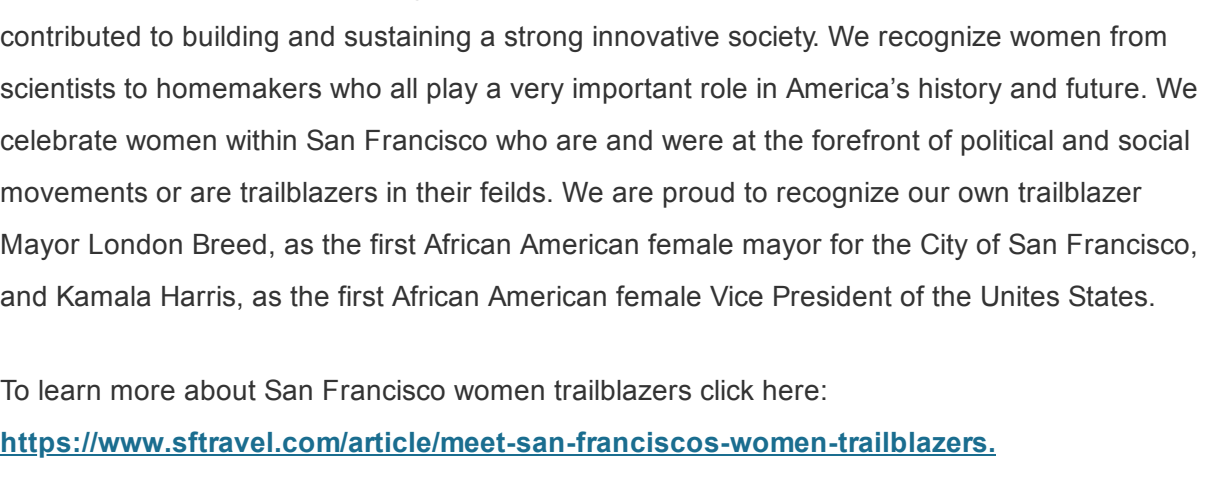 contributed to building and sustaining a strong innovative society. We recognize women from
scientists to homemakers who all play a very important role in America’s history and future. We
celebrate women within San Francisco who are and were at the forefront of political and social
movements or are trailblazers in their feilds. We are proud to recognize our own trailblazer
Mayor London Breed, as the first African American female mayor for the City of San Francisco,
and Kamala Harris, as the first African American female Vice President of the Unites States.
To learn more about San Francisco women trailblazers click here:
https://www.sftravel.com/article/meet-san-franciscos-women-trailblazers.